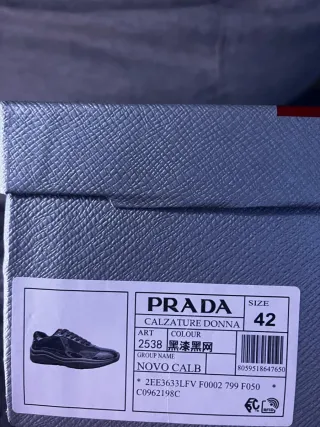 PRADA
CALZATURE DONNA
SIZE
42
ART COLOUR
2538 黑漆黑网
GROUP NAME
NOVO CALB
8059518647650
* 2EE3633LFV F0002 799 F050
C0962198C